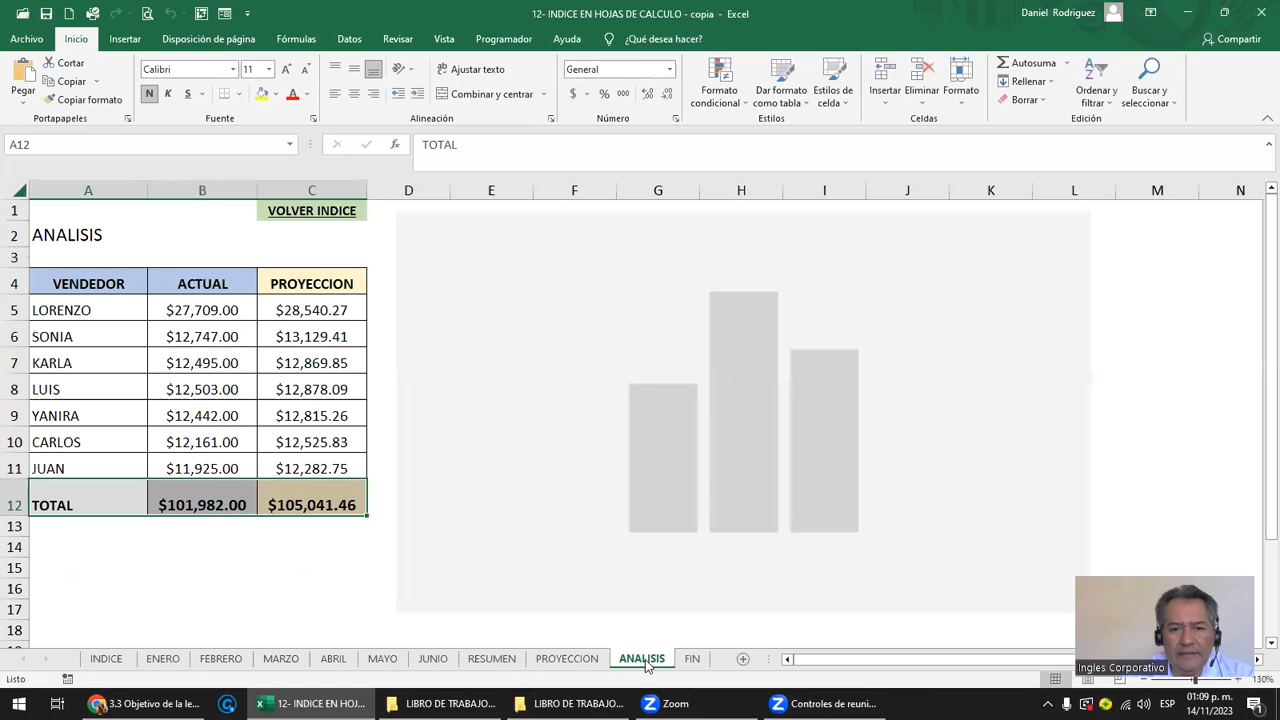 12- INDICE EN HOJAS DE CALCULO - copia - Excel
Daniel Rodriguez
Archivo Inicio Insertar Disposición de página Fórmulas Datos Revisar Vista Programador Ayuda ¿Qué desea hacer? Compartir
Pegar
Cortar
Copiar
Copiar formato
Portapapeles
Calibri 11
N K S
Fuente
Ajustar texto
Combinar y centrar
Alineación
General
$ % 000
Número
Formato condicional
Dar formato como tabla
Estilos de celda
Estilos
Insertar Eliminar Formato
Celdas
Autosuma
Rellenar
Borrar
Ordenar y filtrar
Buscar y seleccionar
Edición
A12 fx TOTAL
A B C D E F G H I J K L M N
1 VOLVER INDICE
2 ANALISIS
3
4 VENDEDOR ACTUAL PROYECCION
5 LORENZO $27,709.00 $28,540.27
6 SONIA $12,747.00 $13,129.41
7 KARLA $12,495.00 $12,869.85
8 LUIS $12,503.00 $12,878.09
9 YANIRA $12,442.00 $12,815.26
10 CARLOS $12,161.00 $12,525.83
11 JUAN $11,925.00 $12,282.75
12 TOTAL $101,982.00 $105,041.46
13
14
15
16
17
18
Ingles Corporativo
INDICE ENERO FEBRERO MARZO ABRIL MAYO JUNIO RESUMEN PROYECCION ANALISIS FIN
Listo 130%
3.3 Objetivo de la le... 12- INDICE EN HOJ... LIBRO DE TRABAJO... LIBRO DE TRABAJO... Zoom Controles de reuni... ESP 01:09 p. m.
14/11/2023